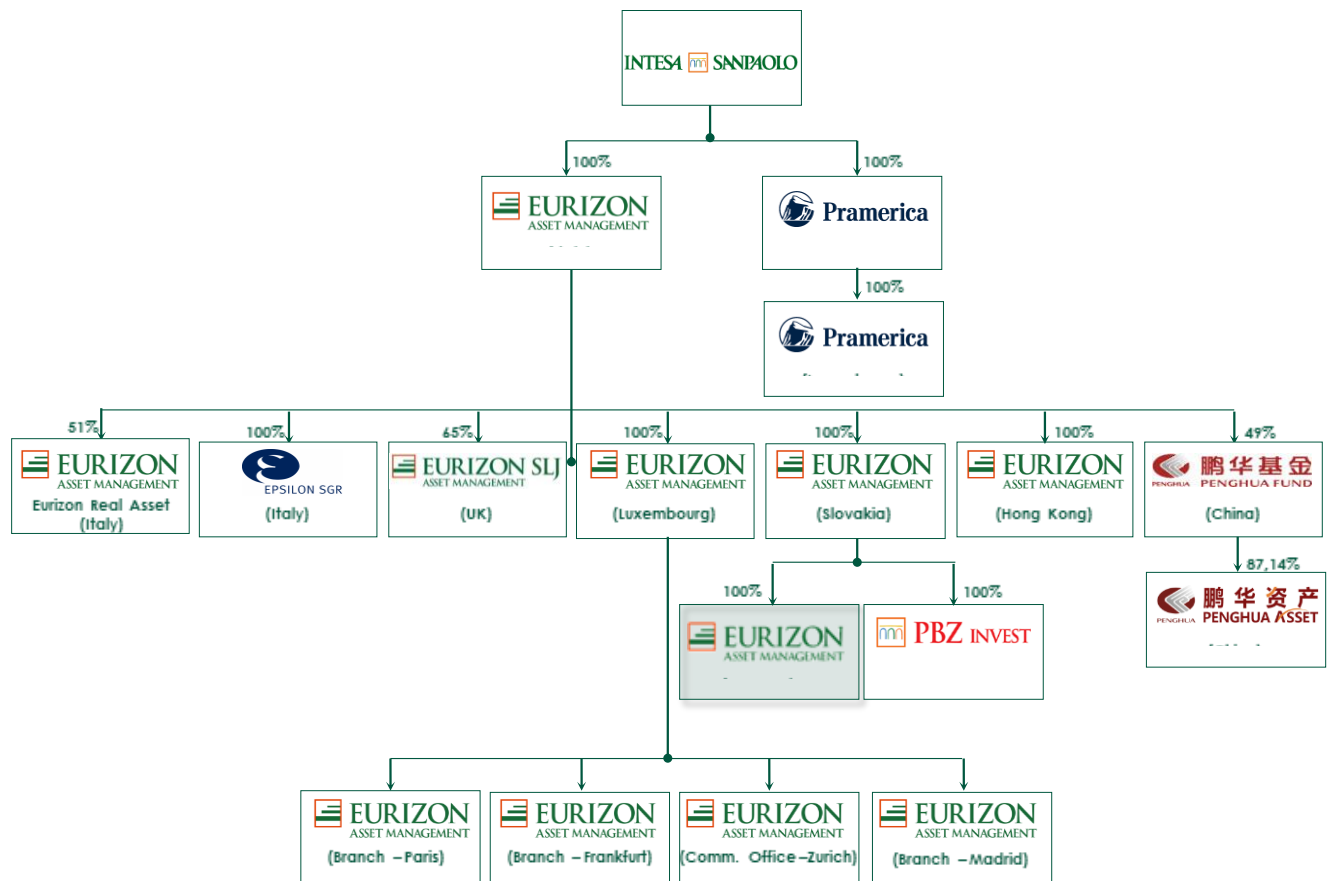 INTESA SANPAOLO
100%
100%
EURIZON
ASSET MANAGEMENT
Pramerica
100%
Pramerica
51%
100%
65%
100%
100%
100%
49%
EURIZON
ASSET MANAGEMENT
Eurizon Real Asset
(Italy)
EPSILON SGR
(Italy)
EURIZON SLJ
ASSET MANAGEMENT
(UK)
EURIZON
ASSET MANAGEMENT
(Luxembourg)
EURIZON
ASSET MANAGEMENT
(Slovakia)
EURIZON
ASSET MANAGEMENT
(Hong Kong)
鹏华基金
PENGHUA PENGHUA FUND
(China)
100%
100%
87,14%
EURIZON
ASSET MANAGEMENT
PBZ INVEST
鹏华资产
PENGHUA PENGHUA ASSET
EURIZON
ASSET MANAGEMENT
(Branch –Paris)
EURIZON
ASSET MANAGEMENT
(Branch –Frankfurt)
EURIZON
ASSET MANAGEMENT
(Comm. Office–Zurich)
EURIZON
ASSET MANAGEMENT
(Branch –Madrid)